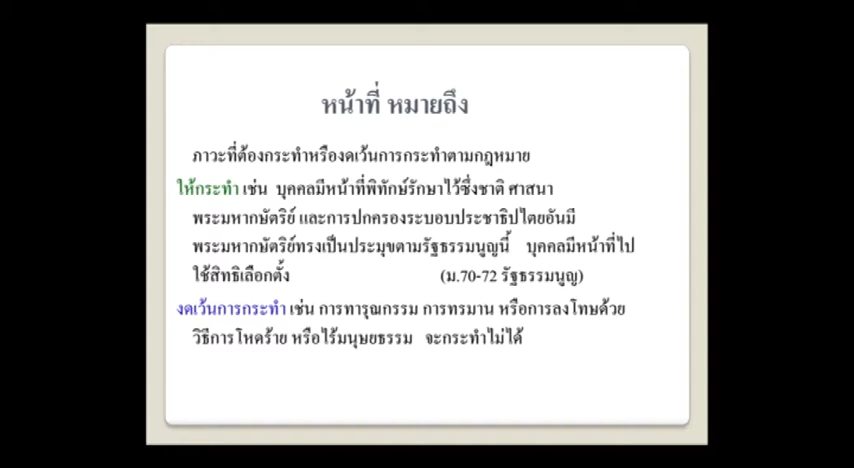 หน้าที่ หมายถึง
ภาวะที่ต้องกระทำหรืองดเว้นการกระทำตามกฎหมาย
ให้กระทำ เช่น บุคคลมีหน้าที่พิทักษ์รักษาไว้ซึ่งชาติ ศาสนา
พระมหากษัตริย์ และการปกครองระบอบประชาธิปไตยอันมี
พระมหากษัตริย์ทรงเป็นประมุขตามรัฐธรรมนูญนี้ บุคคลมีหน้าที่ไป
ใช้สิทธิเลือกตั้ง (ม.70-72 รัฐธรรมนูญ)
งดเว้นการกระทำ เช่น การทารุณกรรม การทรมาน หรือการลงโทษด้วย
วิธีการโหดร้าย หรือไร้มนุษยธรรม จะกระทำไม่ได้